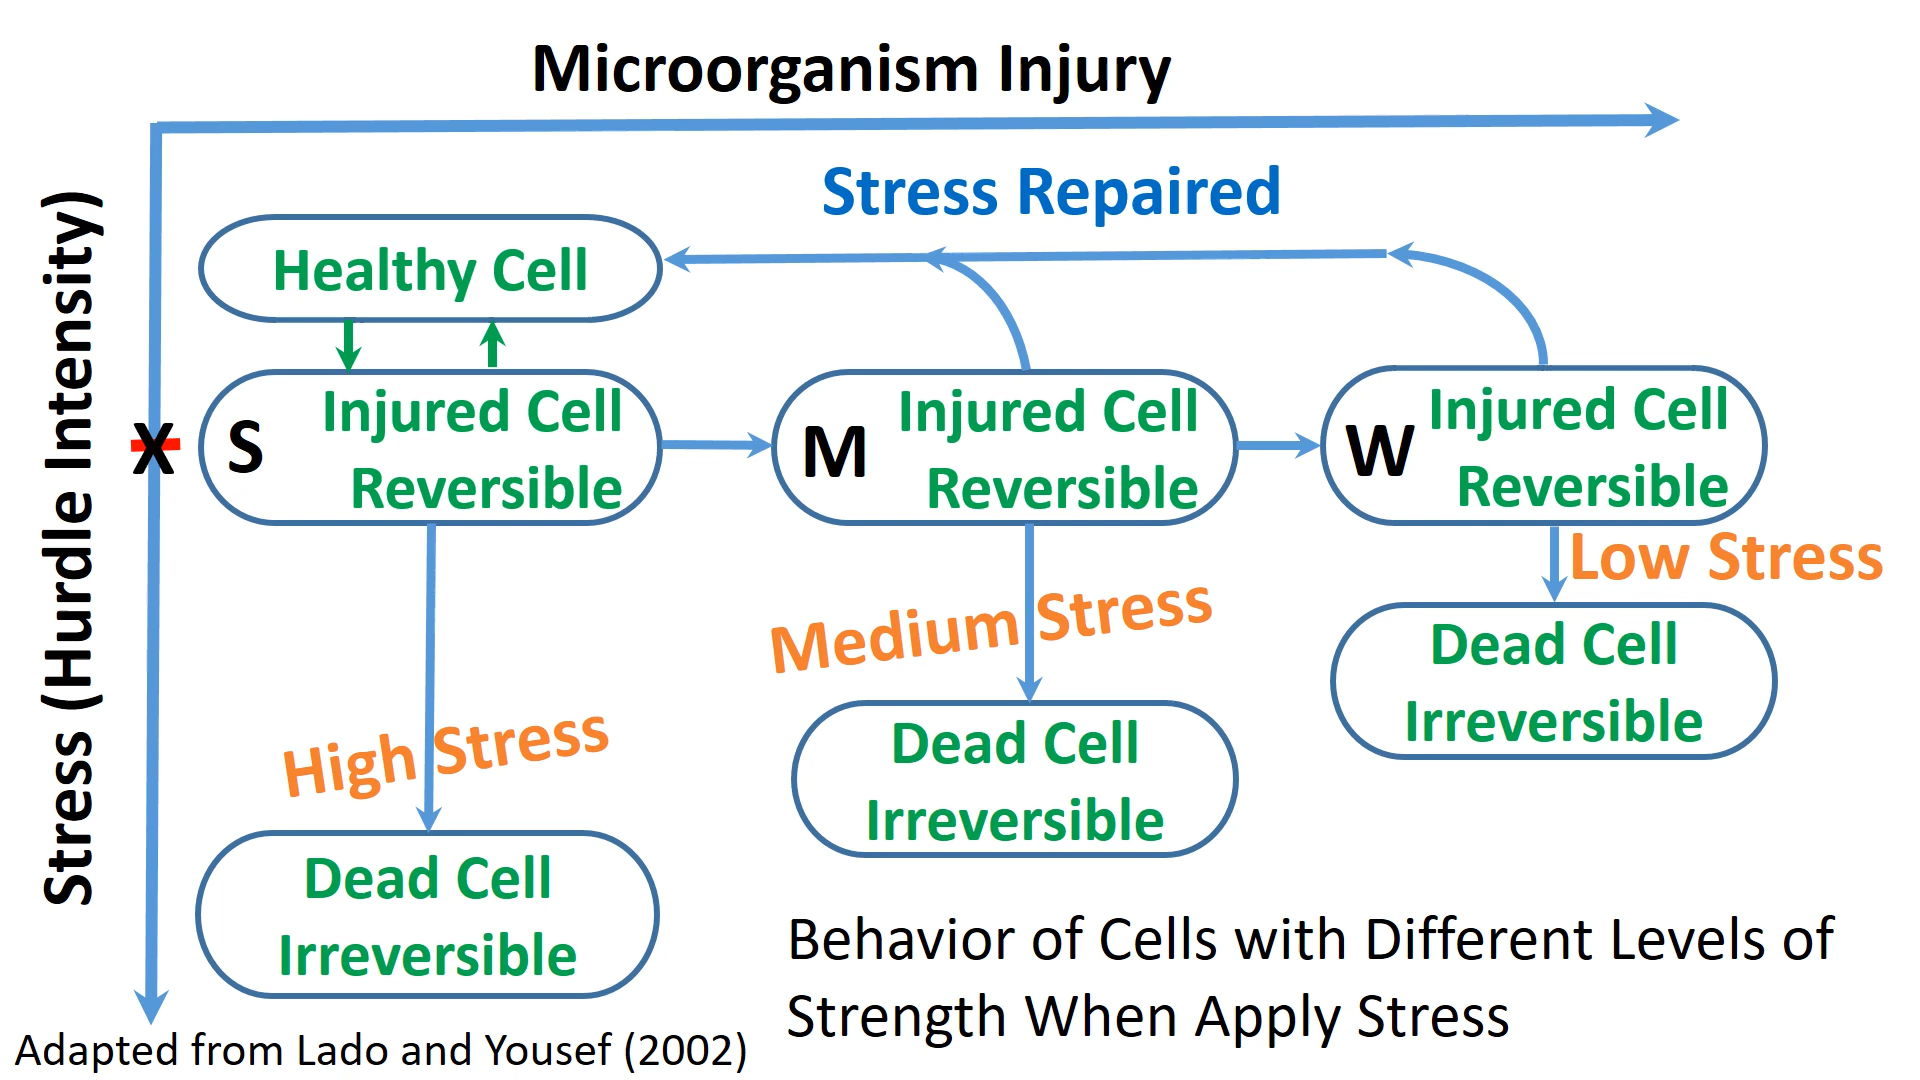 Microorganism Injury
Stress Repaired
Stress (Hurdle Intensity)
Healthy Cell
X
S
Injured Cell
Reversible
M
Injured Cell
Reversible
W
Injured Cell
Reversible
High Stress
Medium Stress
Low Stress
Dead Cell
Irreversible
Dead Cell
Irreversible
Dead Cell
Irreversible
Behavior of Cells with Different Levels of
Strength When Apply Stress
Adapted from Lado and Yousef (2002)